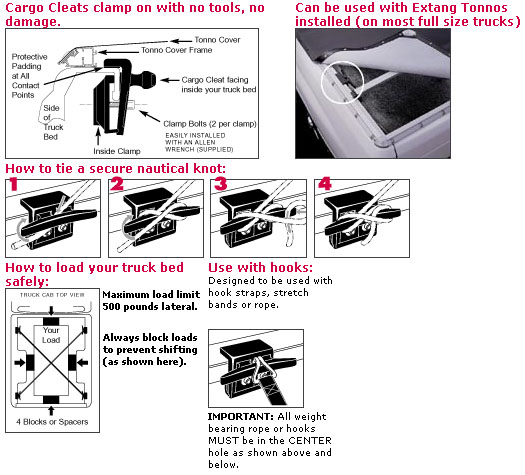 Cargo Cleats clamp on with no tools, no
damage.
Tonno Cover
Tonno Cover Frame
Protective
Padding
at All
Contact
Points
Cargo Cleat facing
inside your truck bed
Side
of
Truck
Bed
Clamp Bolts (2 per clamp)
EASILY INSTALLED
WITH AN ALLEN
WRENCH (SUPPLIED)
Inside Clamp
Can be used with Extang Tonnos
installed (on most full size trucks)
How to tie a secure nautical knot:
1
2
3
4
How to load your truck bed
safely:
TRUCK CAB TOP VIEW
Your
Load
4 Blocks or Spacers
Maximum load limit
500 pounds lateral.
Always block loads
to prevent shifting
(as shown here).
Use with hooks:
Designed to be used with
hook straps, stretch
bands or rope.
IMPORTANT: All weight
bearing rope or hooks
MUST be in the CENTER
hole as shown above and
below.